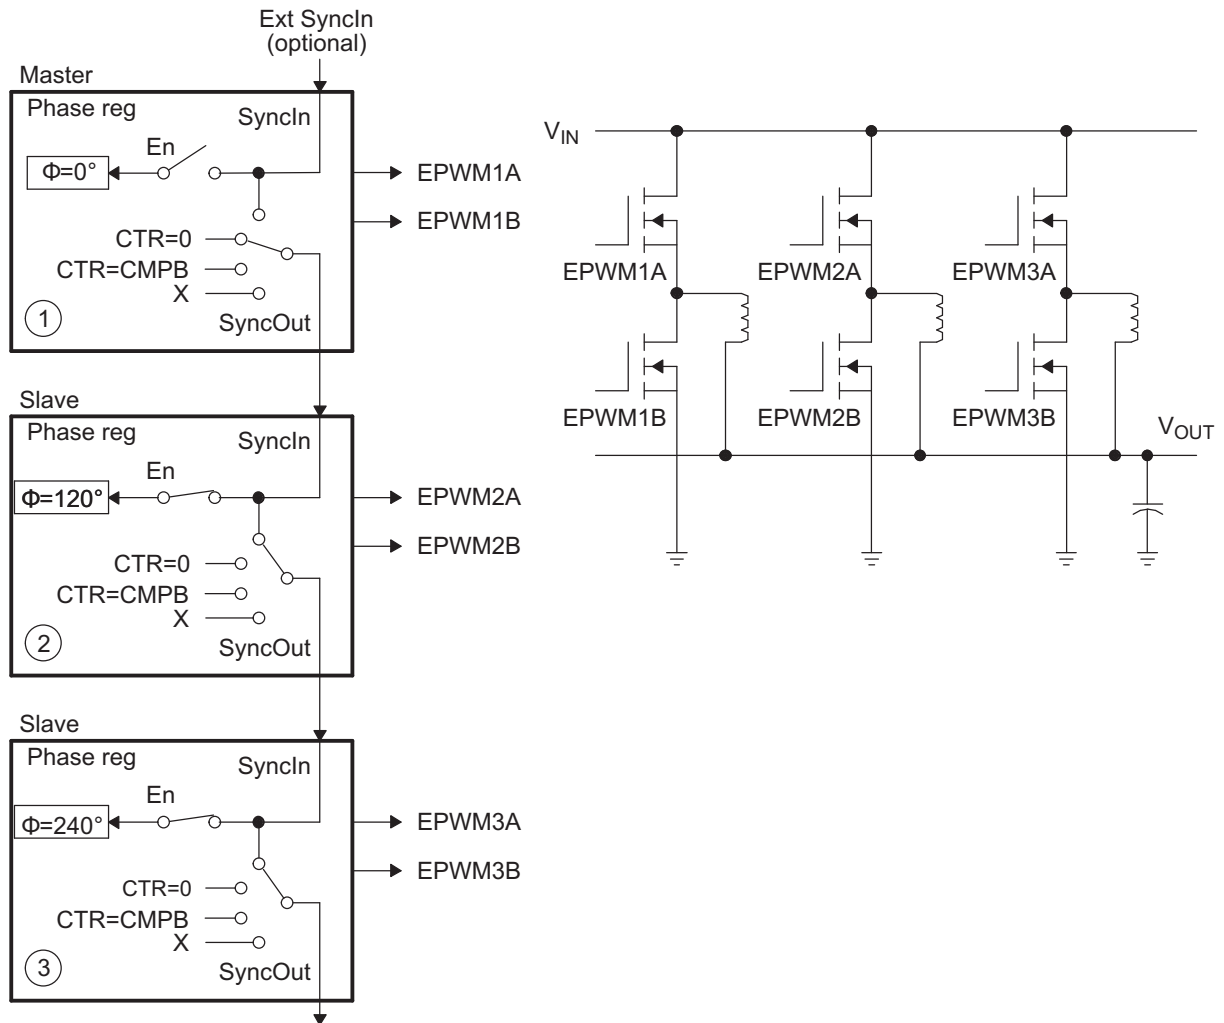 Ext SyncIn
(optional)
Master
Phase reg
SyncIn
En
Φ=0°
EPWM1A
EPWM1B
CTR=0
CTR=CMPB
X
1
SyncOut
Slave
Phase reg
SyncIn
En
Φ=120°
EPWM2A
EPWM2B
CTR=0
CTR=CMPB
X
2
SyncOut
Slave
Phase reg
SyncIn
En
Φ=240°
EPWM3A
EPWM3B
CTR=0
CTR=CMPB
X
3
SyncOut
VIN
EPWM1A
EPWM2A
EPWM3A
EPWM1B
EPWM2B
EPWM3B
VOUT